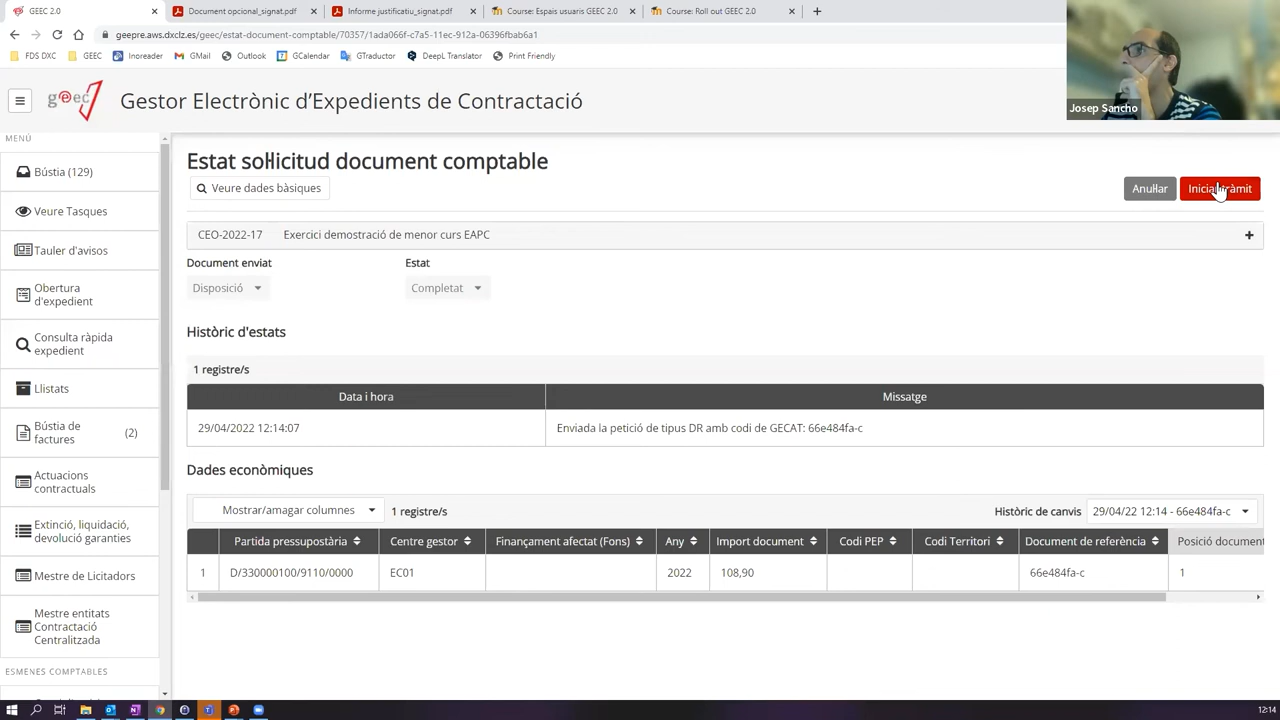 GEEC 2.0
Document opcional_signat.pdf
Informe justificatiu_signat.pdf
Course: Espais usuaris GEEC 2.0
Course: Roll out GEEC 2.0
geepre.aws.dxclz.es/geec/estat-document-comptable/70357/1ada066f-c7a5-11ec-912a-06396fbab6a1
FDS DXC
GEEC
Inoreader
GMail
Outlook
GCalendar
GTraductor
DeepL Translator
Print Friendly
Josep Sancho
geec
Gestor Electrònic d'Expedients de Contractació
MENÚ
Bústia (129)
Veure Tasques
Tauler d'avisos
Obertura
d'expedient
Consulta ràpida
expedient
Llistats
Bústia de
factures
(2)
Actuacions
contractuals
Extinció, liquidació,
devolució garanties
Mestre de Licitadors
Mestre entitats
Contractació
Centralitzada
ESMENES COMPTABLES
Estat sol·licitud document comptable
Veure dades bàsiques
Anul·lar
CEO-2022-17 Exercici demostració de menor curs EAPC
Document enviat
Estat
Disposició
Completat
Històric d'estats
1 registre/s
Data i hora
Missatge
29/04/2022 12:14:07
Enviada la petició de tipus DR amb codi de GECAT: 66e484fa-c
Dades econòmiques
Mostrar/amagar columnes
1 registre/s
Històric de canvis
29/04/22 12:14 - 66e484fa-c
Partida pressupostària
Centre gestor
Finançament afectat (Fons)
Any
Import document
Codi PEP
Codi Territori
Document de referència
Posició document
1
D/330000100/9110/0000
EC01
2022
108,90
66e484fa-c
1
12:14